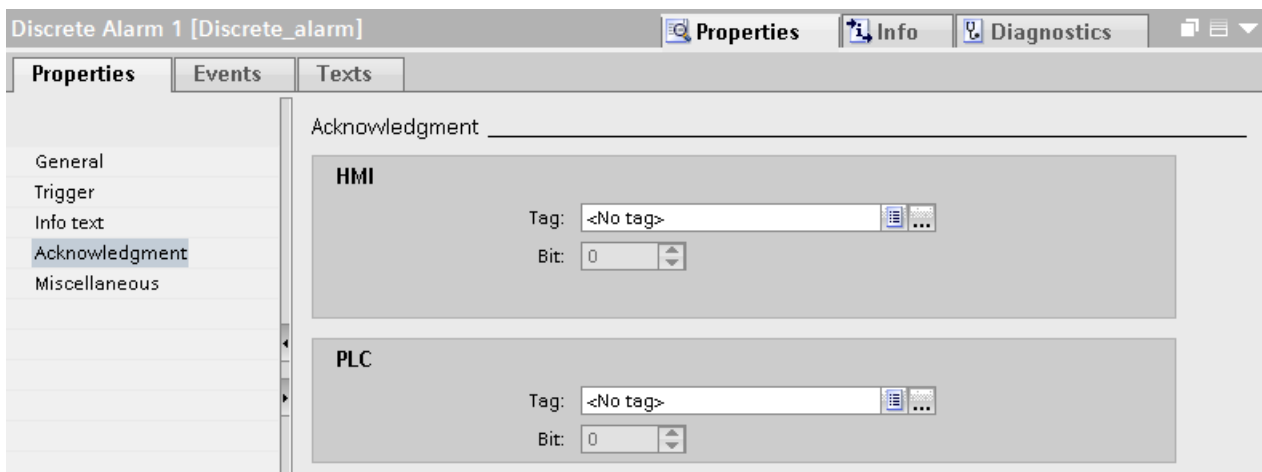 Discrete Alarm 1 [Discrete_alarm] Properties Info Diagnostics
Properties Events Texts
Acknowledgment
General
Trigger
Info text
Acknowledgment
Miscellaneous
HMI
Tag: <No tag> ...
Bit: 0
PLC
Tag: <No tag> ...
Bit: 0